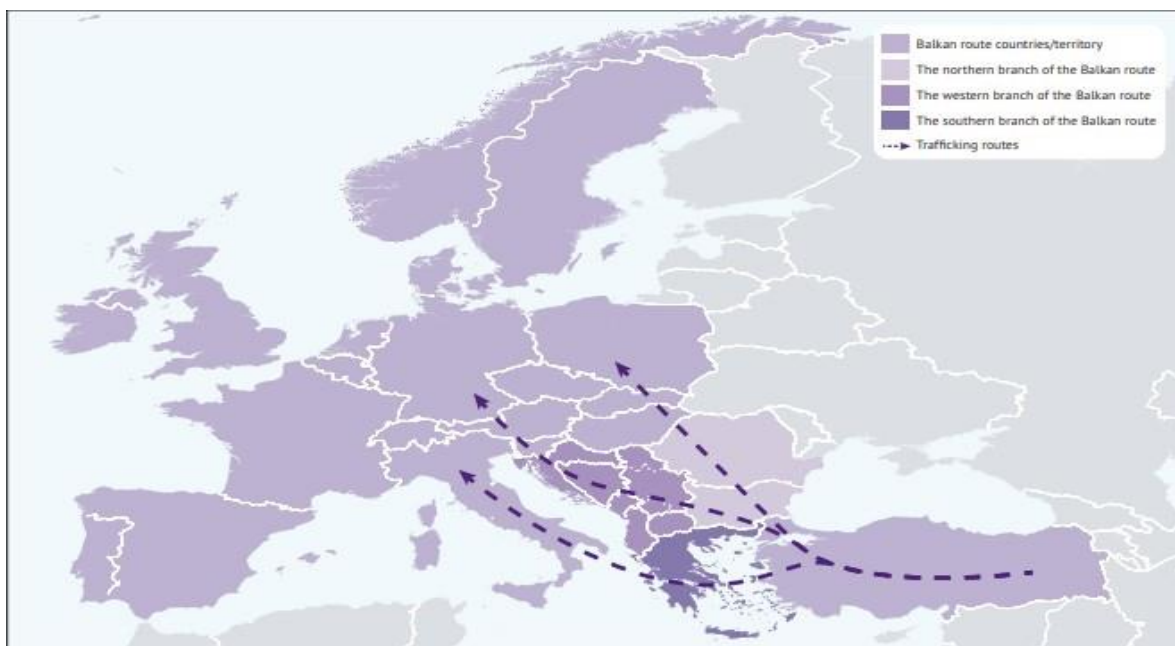 Balkan route countries/territory
The northern branch of the Balkan route
The western branch of the Balkan route
The southern branch of the Balkan route
Trafficking routes